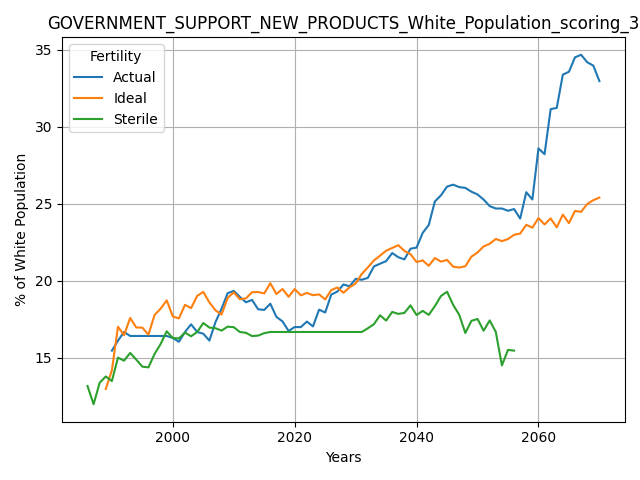 GOVERNMENT_SUPPORT_NEW_PRODUCTS_White_Population_scoring_3
Fertility
Actual
Ideal
Sterile
% of White Population
35
30
25
20
15
2000
2020
2040
2060
Years